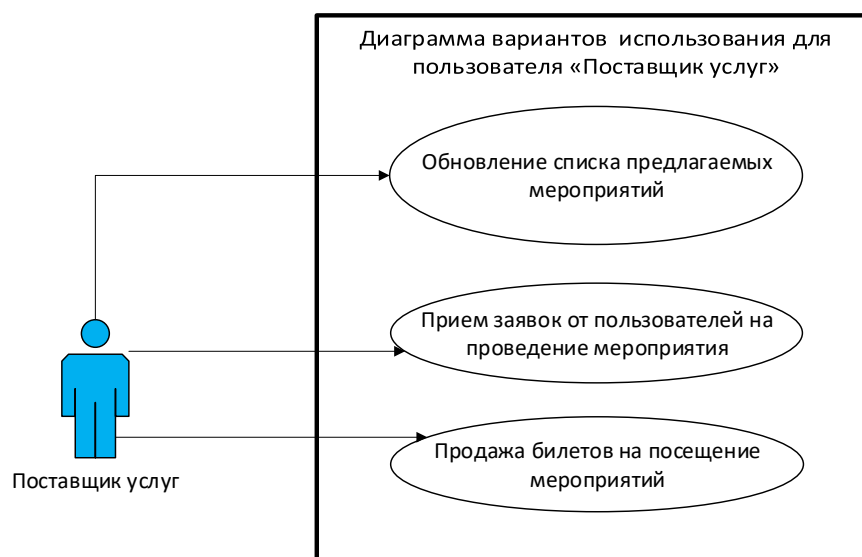 Диаграмма вариантов использования для
пользователя «Поставщик услуг»
Обновление списка предлагаемых
мероприятий
Прием заявок от пользователей на
проведение мероприятия
Продажа билетов на посещение
мероприятий
Поставщик услуг